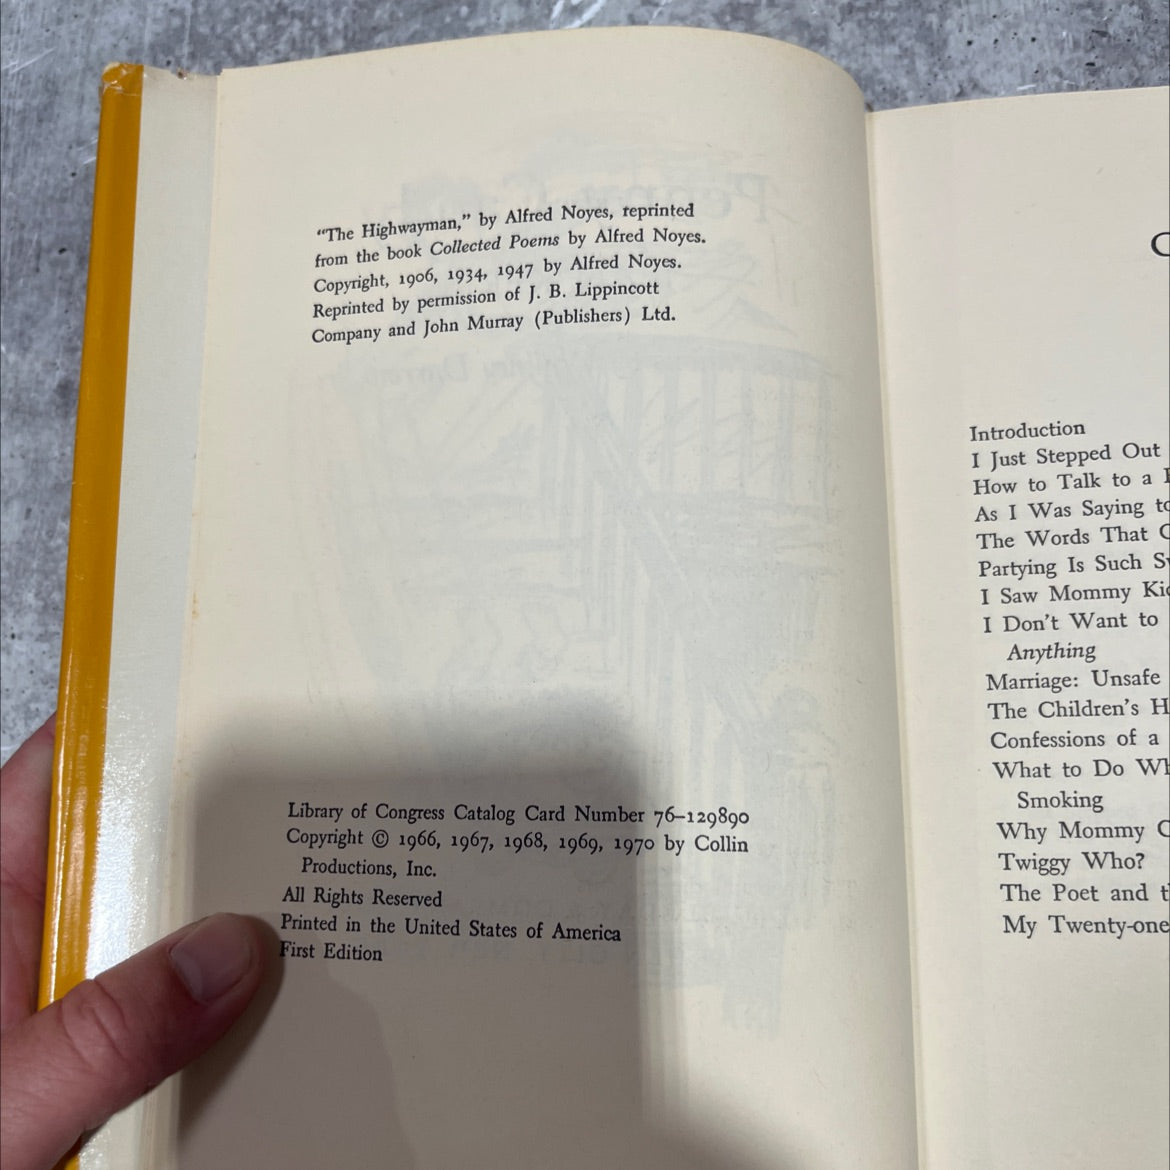 "The Highwayman," by Alfred Noyes, reprinted
from the book Collected Poems by Alfred Noyes.
Copyright, 1906, 1934, 1947 by Alfred Noyes.
Reprinted by permission of J. B. Lippincott
Company and John Murray (Publishers) Ltd.
Library of Congress Catalog Card Number 76–129890
Copyright © 1966, 1967, 1968, 1969, 1970 by Collin
Productions, Inc.
All Rights Reserved
Printed in the United States of America
First Edition
Introduction
I Just Stepped Out
How to Talk to a
As I Was Saying to
The Words That
Partying Is Such
I Saw Mommy
I Don't Want to
Anything
Marriage: Unsafe
The Children's
Confessions of a
What to Do
Smoking
Why Mommy
Twiggy Who?
The Poet and
My Twenty-one